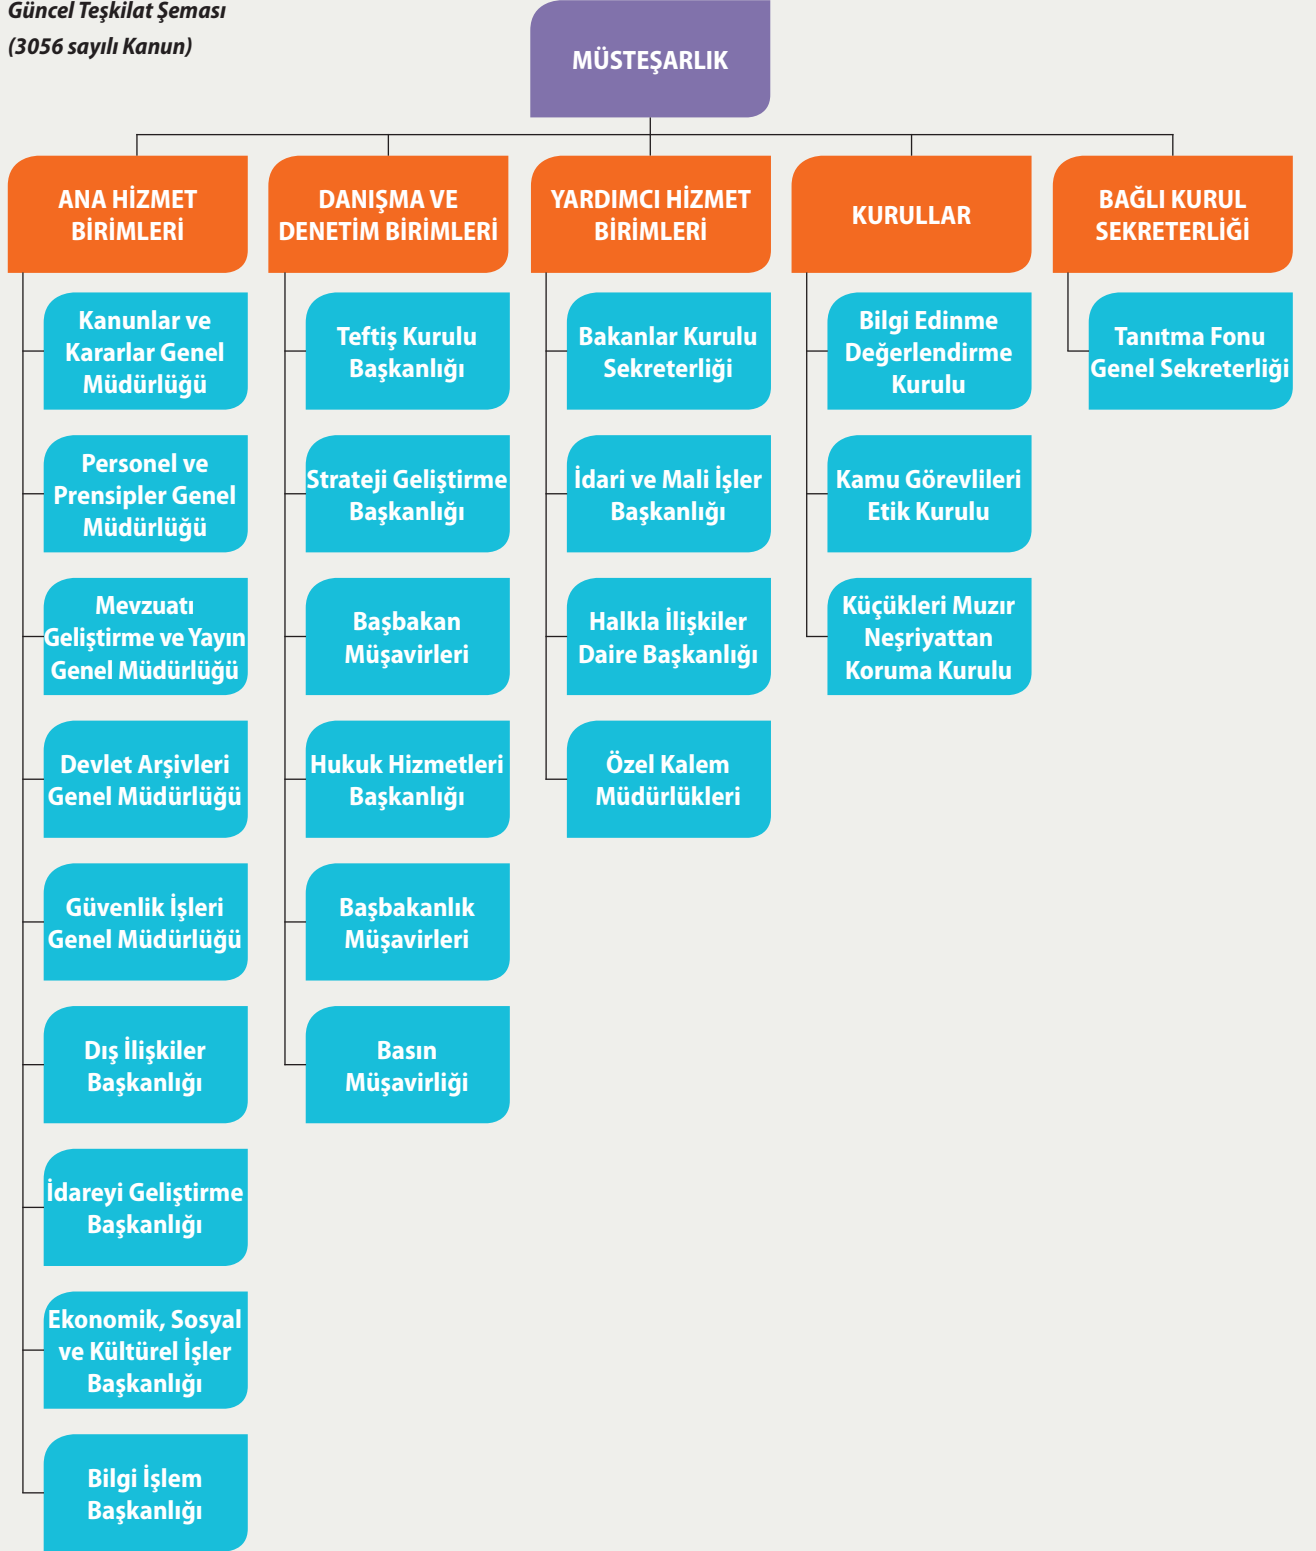 Güncel Teşkilat Şeması
(3056 sayılı Kanun)
MÜSTEŞARLIK
ANA HİZMET
BİRİMLERİ
Kanunlar ve
Kararlar Genel
Müdürlüğü
Personel ve
Prensipler Genel
Müdürlüğü
Mevzuatı
Geliştirme ve Yayın
Genel Müdürlüğü
Devlet Arşivleri
Genel Müdürlüğü
Güvenlik İşleri
Genel Müdürlüğü
Dış İlişkiler
Başkanlığı
İdareyi Geliştirme
Başkanlığı
Ekonomik, Sosyal
ve Kültürel İşler
Başkanlığı
Bilgi İşlem
Başkanlığı
DANIŞMA VE
DENETİM BİRİMLERİ
Teftiş Kurulu
Başkanlığı
Strateji Geliştirme
Başkanlığı
Başbakan
Müşavirleri
Hukuk Hizmetleri
Başkanlığı
Başbakanlık
Müşavirleri
Basın
Müşavirliği
YARDIMCI HİZMET
BİRİMLERİ
Bakanlar Kurulu
Sekreterliği
İdari ve Mali İşler
Başkanlığı
Halkla İlişkiler
Daire Başkanlığı
Özel Kalem
Müdürlükleri
KURULLAR
Bilgi Edinme
Değerlendirme
Kurulu
Kamu Görevlileri
Etik Kurulu
Küçükleri Muzır
Neşriyattan
Koruma Kurulu
BAĞLI KURUL
SEKRETERLİĞİ
Tanıtma Fonu
Genel Sekreterliği